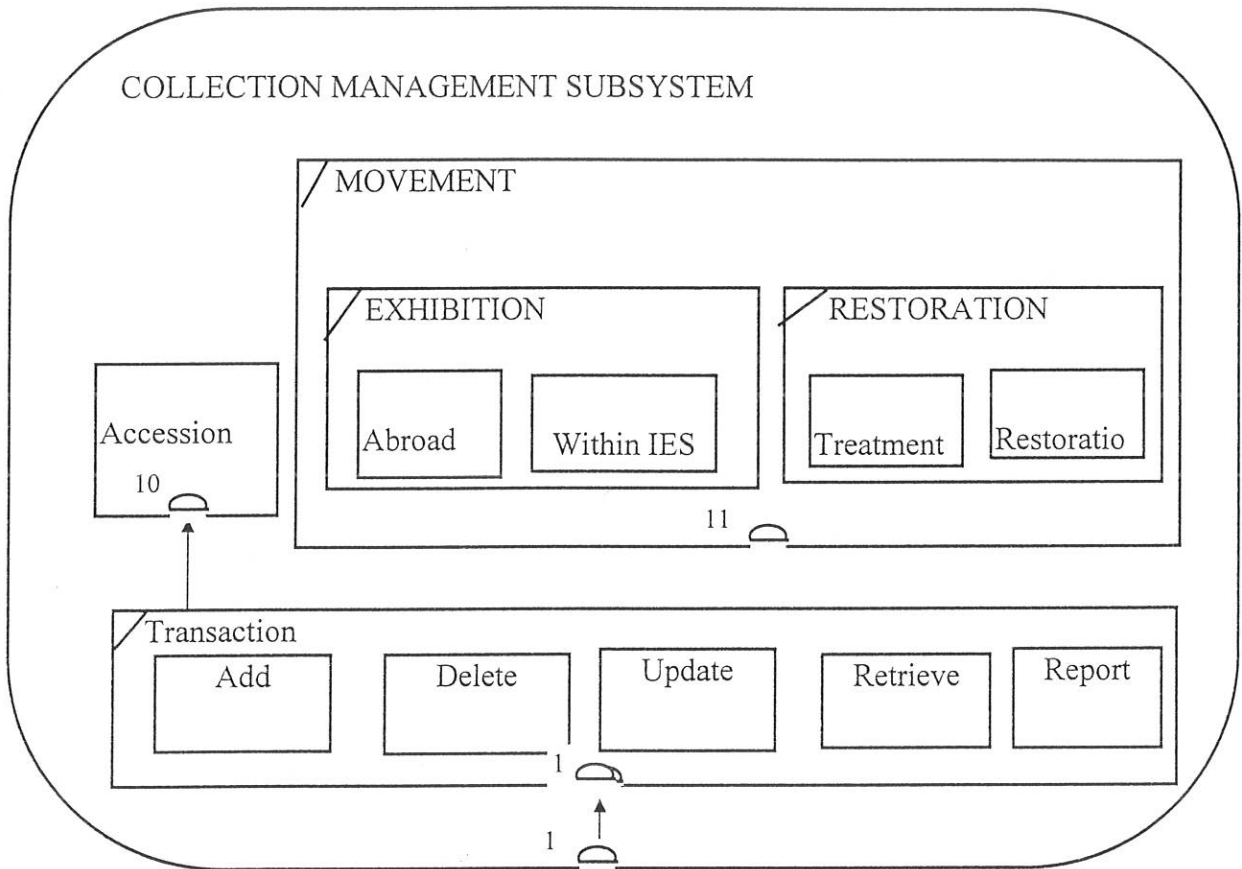 COLLECTION MANAGEMENT SUBSYSTEM
MOVEMENT
EXHIBITION
RESTORATION
Accession
Abroad
Within IES
Treatment
Restoratio
10
11
Transaction
Add
Delete
Update
Retrieve
Report
1
1